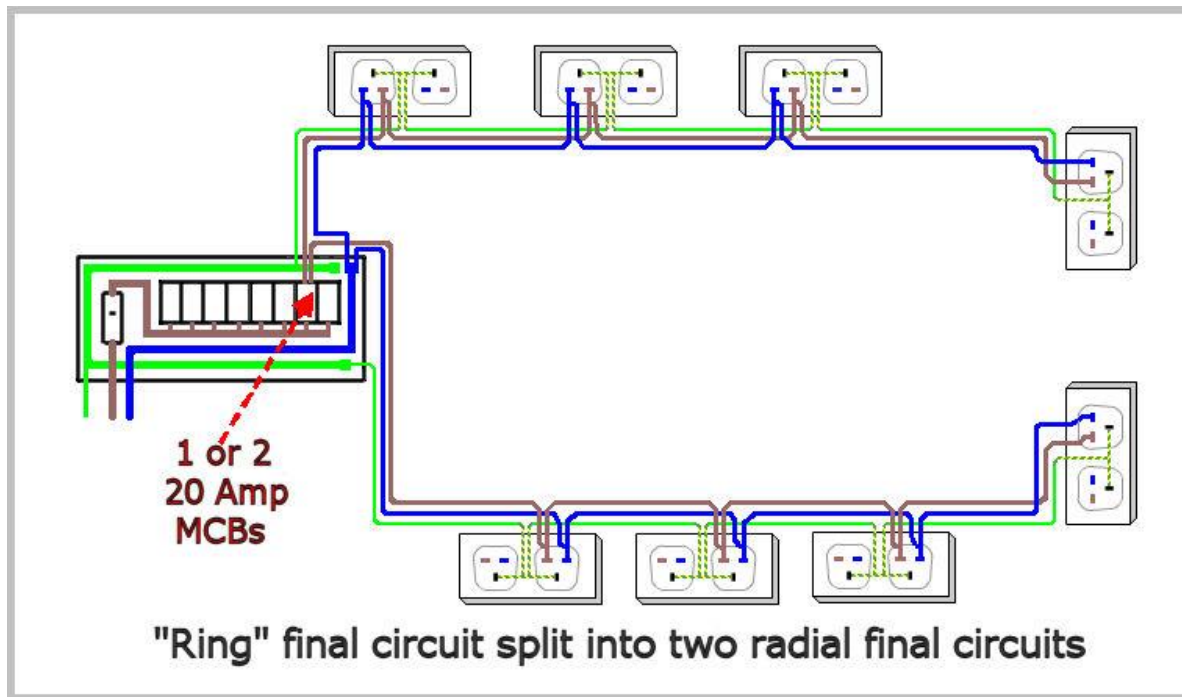 1 or 2
20 Amp
MCBs
"Ring" final circuit split into two radial final circuits